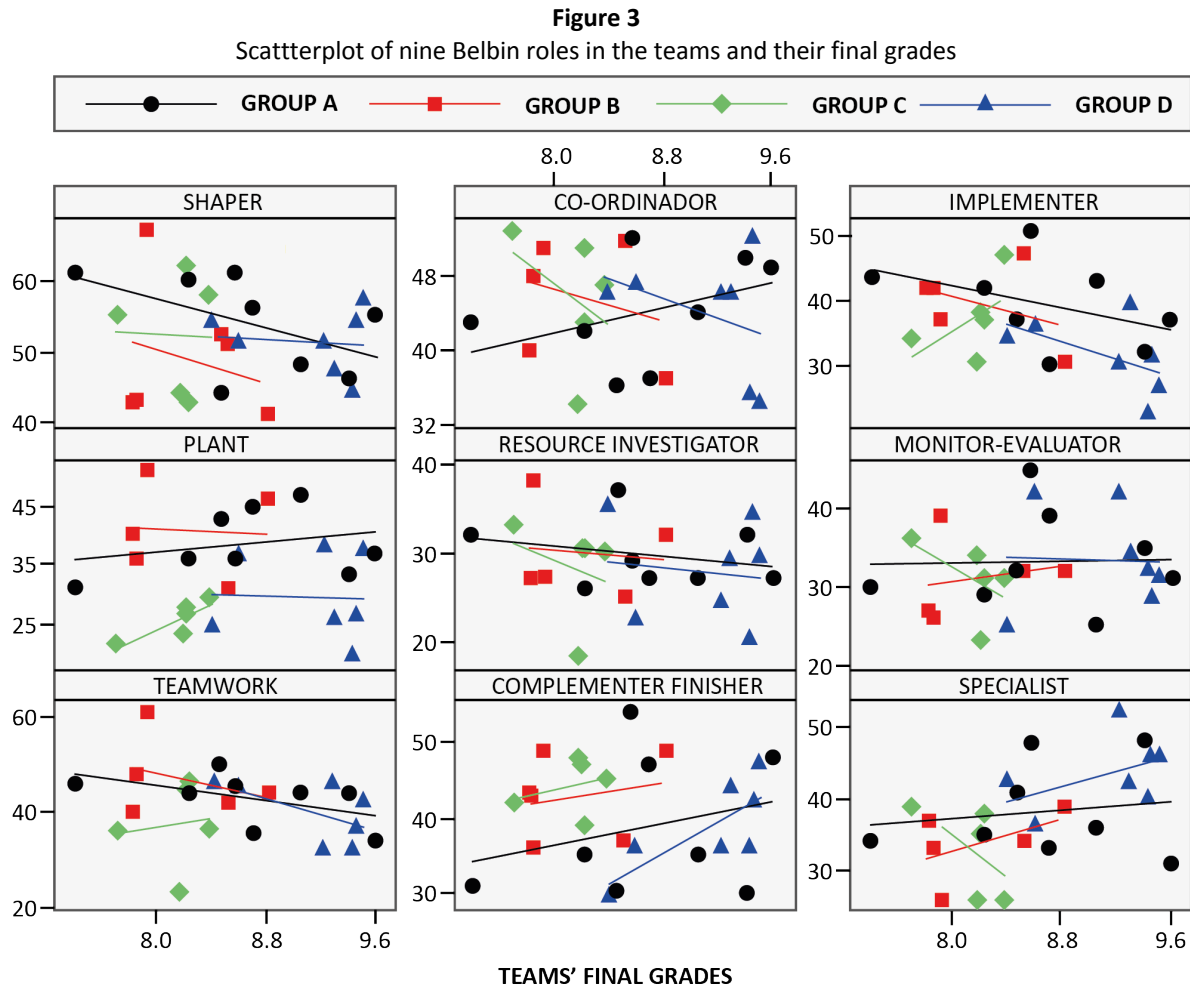 Figure 3
Scattterplot of nine Belbin roles in the teams and their final grades
GROUP A GROUP B GROUP C GROUP D
8.0 8.8 9.6
SHAPER CO-ORDINADOR IMPLEMENTER
60 50 40
48 40 32
50 40 30
PLANT RESOURCE INVESTIGATOR MONITOR-EVALUATOR
45 35 25
40 30 20
40 30 20
TEAMWORK COMPLEMENTER FINISHER SPECIALIST
60 40 20
50 40 30
50 40 30
8.0 8.8 9.6 8.0 8.8 9.6
TEAMS' FINAL GRADES